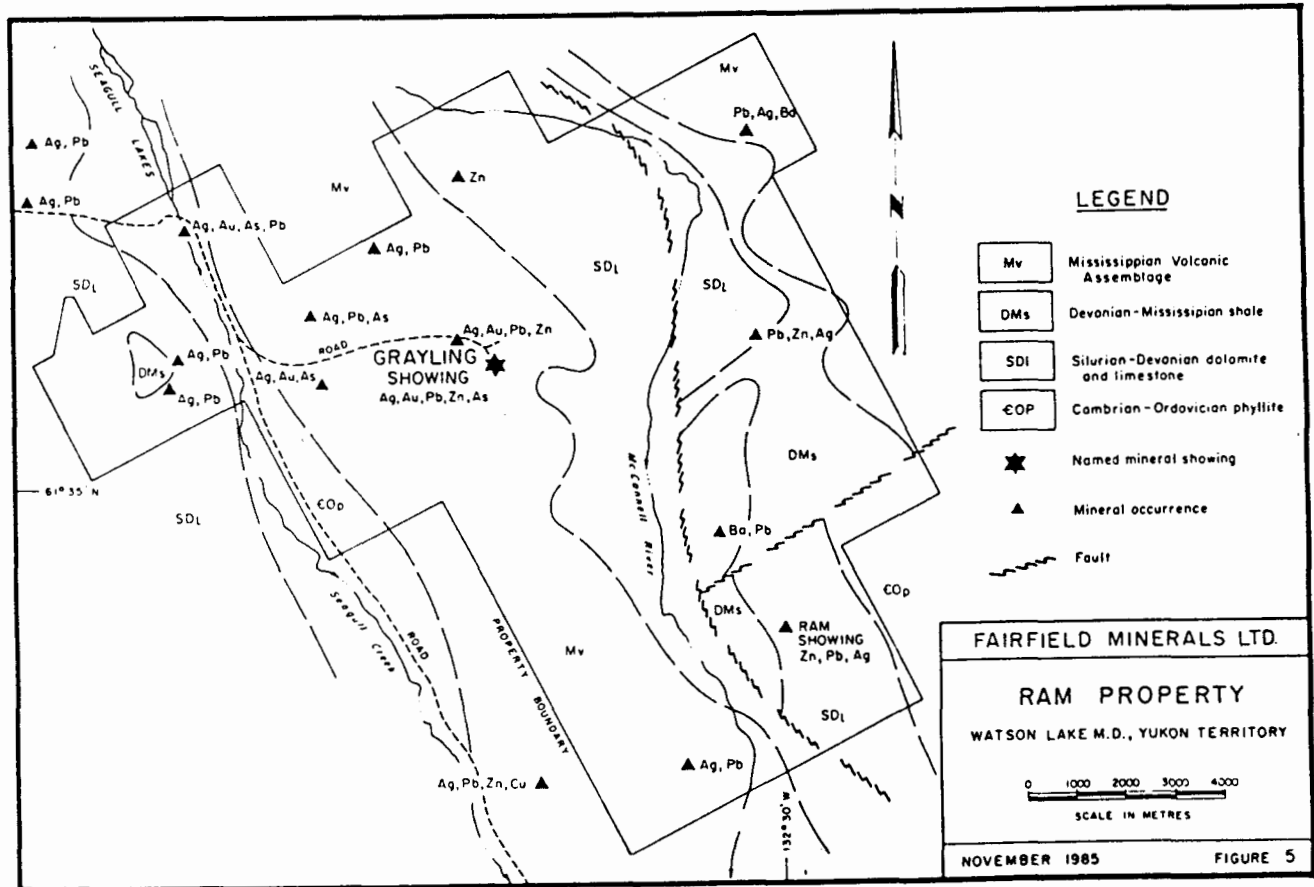 SEAGULL
LAKES
Mv
Pb, Ag, Ba
Ag, Pb
Zn
Mv
Ag, Pb
Ag, Au, As, Pb
Ag, Pb
SDL
SDL
SDL
Ag, Pb, As
Ag, Au, Pb, Zn
Pb, Zn, Ag
ROAD
GRAYLING
SHOWING
Ag, Au, Pb, Zn, As
DMs
Ag, Pb
Ag, Au, As
Ag, Pb
McConnell River
DMs
61° 35' N
SDL
ЄOp
Ba, Pb
Seagull Creek
ROAD
PROPERTY BOUNDARY
Mv
DMs
RAM
SHOWING
Zn, Pb, Ag
ЄOp
SDL
Ag, Pb
Ag, Pb, Zn, Cu
132° 30' W
N
LEGEND
Mv Mississippian Volcanic
Assemblage
DMs Devonian-Missisipian shale
SDl Silurian-Devonian dolomite
and limestone
ЄOP Cambrian-Ordovician phyllite
Named mineral showing
Mineral occurrence
Fault
FAIRFIELD MINERALS LTD.
RAM PROPERTY
WATSON LAKE M.D., YUKON TERRITORY
0 1000 2000 3000 4000
SCALE IN METRES
NOVEMBER 1985 FIGURE 5